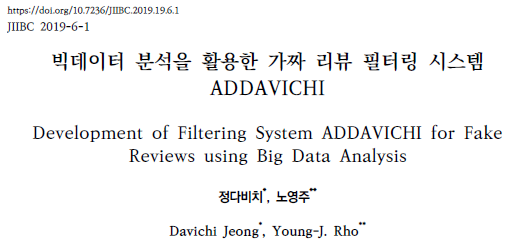 https://doi.org/10.7236/JIIBC.2019.19.6.1
JIIBC 2019-6-1
빅데이터 분석을 활용한 가짜 리뷰 필터링 시스템
ADDAVICHI
Development of Filtering System ADDAVICHI for Fake
Reviews using Big Data Analysis
정다비치*, 노영주**
Davichi Jeong*, Young-J. Rho**